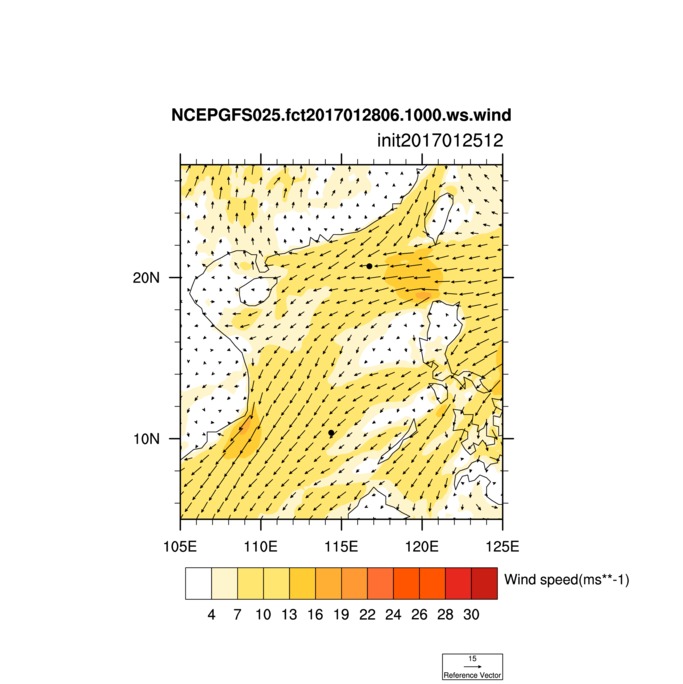 NCEPGFS025.fct2017012806.1000.ws.wind
init2017012512
20N
10N
105E 110E 115E 120E 125E
Wind speed(ms**-1)
4 7 10 13 16 19 22 24 26 28 30
15
Reference Vector